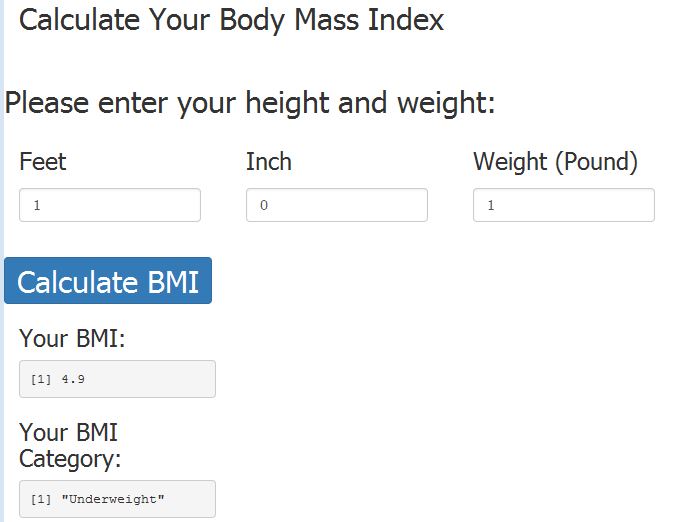 Calculate Your Body Mass Index
Please enter your height and weight:
Feet Inch Weight (Pound)
1 0 1
Calculate BMI
Your BMI:
[1] 4.9
Your BMI
Category:
[1] "Underweight"